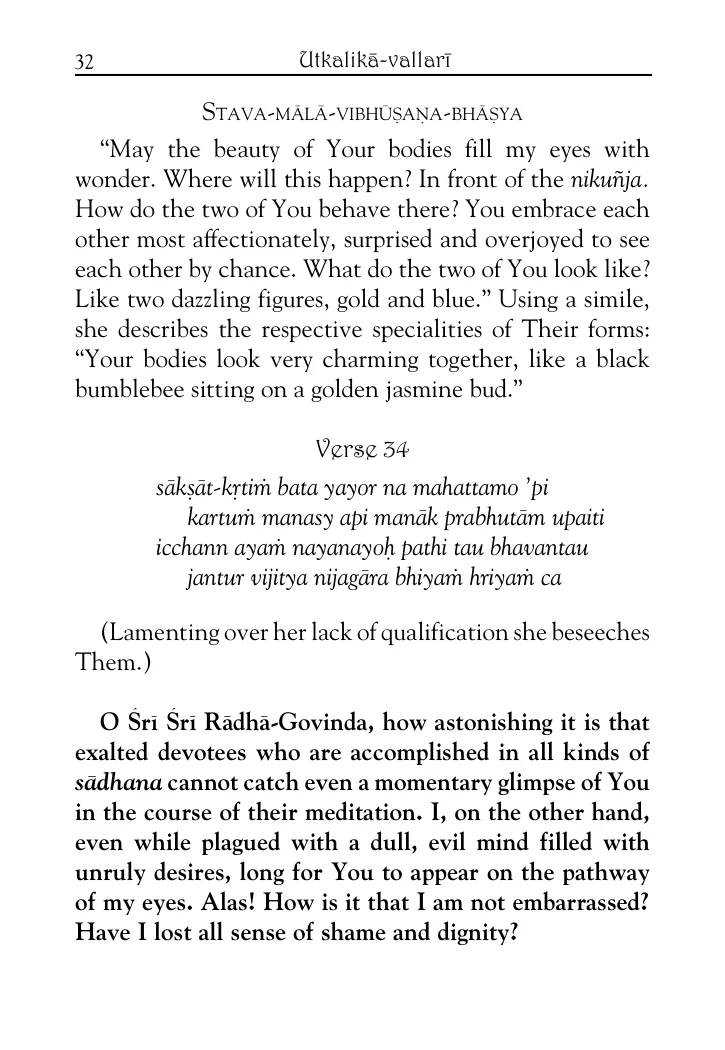 32
Utkalikā-vallarī
Stava-mālā-vibhūṣaṇa-bhāṣya
“May the beauty of Your bodies fill my eyes with
wonder. Where will this happen? In front of the nikuñja.
How do the two of You behave there? You embrace each
other most affectionately, surprised and overjoyed to see
each other by chance. What do the two of You look like?
Like two dazzling figures, gold and blue.” Using a simile,
she describes the respective specialities of Their forms:
“Your bodies look very charming together, like a black
bumblebee sitting on a golden jasmine bud.”
Verse 34
sākṣāt-kṛtiṁ bata yayor na mahattamo ’pi
kartuṁ manasy api manāk prabhutām upaiti
icchann ayaṁ nayanayoḥ pathi tau bhavantau
jantur vijitya nijagāra bhiyaṁ hriyaṁ ca
(Lamenting over her lack of qualification she beseeches
Them.)
O Śrī Śrī Rādhā-Govinda, how astonishing it is that
exalted devotees who are accomplished in all kinds of
sādhana cannot catch even a momentary glimpse of You
in the course of their meditation. I, on the other hand,
even while plagued with a dull, evil mind filled with
unruly desires, long for You to appear on the pathway
of my eyes. Alas! How is it that I am not embarrassed?
Have I lost all sense of shame and dignity?